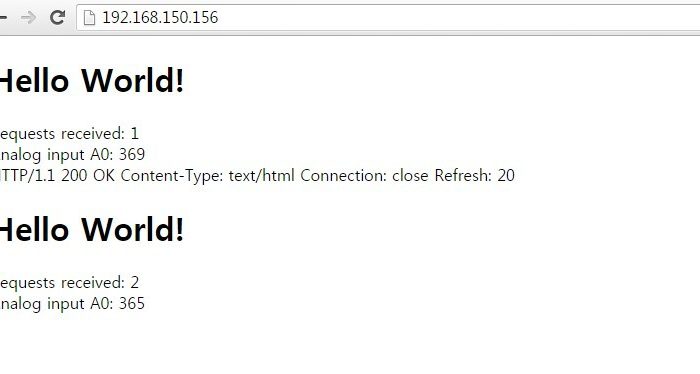 192.168.150.156
Hello World!
equests received: 1
nalog input A0: 369
TTP/1.1 200 OK Content-Type: text/html Connection: close Refresh: 20
Hello World!
equests received: 2
nalog input A0: 365